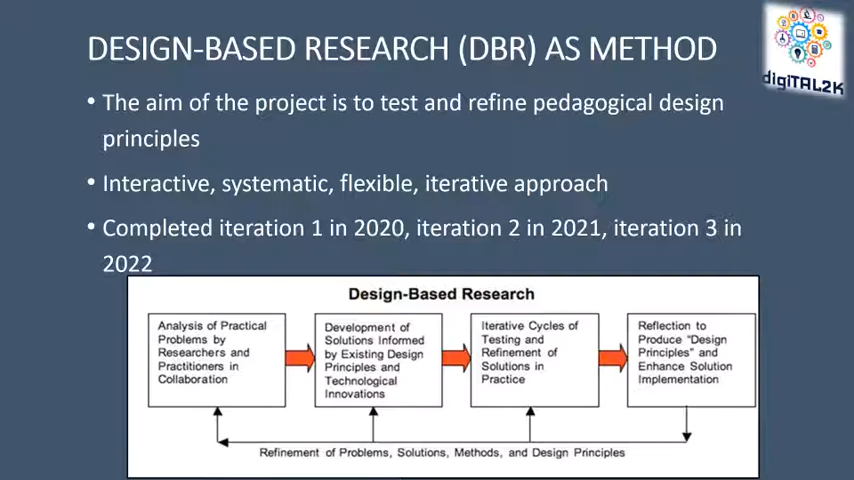 DESIGN-BASED RESEARCH (DBR) AS METHOD
digiTAL2K
• The aim of the project is to test and refine pedagogical design
principles
• Interactive, systematic, flexible, iterative approach
• Completed iteration 1 in 2020, iteration 2 in 2021, iteration 3 in
2022
Design-Based Research
Analysis of Practical
Problems by
Researchers and
Practitioners in
Collaboration
Development of
Solutions Informed
by Existing Design
Principles and
Technological
Innovations
Iterative Cycles of
Testing and
Refinement of
Solutions in
Practice
Reflection to
Produce "Design
Principles" and
Enhance Solution
Implementation
Refinement of Problems, Solutions, Methods, and Design Principles